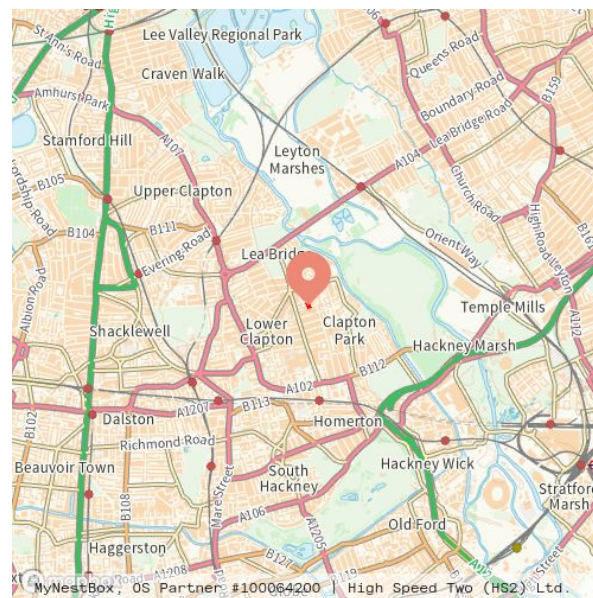 Lee Valley Regional Park
St Ann's Road
Craven Walk
Queens Road
B159
Amhurst Park
Boundary Road
Lea Bridge Road
Stamford Hill
A107
Leyton
Marshes
A104
B105
Upper Clapton
Church Road
High Road Leyton
B104
B111
Evering Road
Lea Bridge
Orient Way
Albion Road
Temple Mills
A112
Shacklewell
Lower
Clapton
Clapton
Park
Hackney Marsh
B112
A102
B102
Dalston
A1207
B113
Homerton
Richmond Road
Beauvoir Town
Mare Street
South
Hackney
Hackney Wick
B108
Stratford
Marsh
A106
A1205
Old Ford
Haggerston
B127
A1208
B119
MyNestBox, OS Partner #100064200 | High Speed Two (HS2) Ltd.